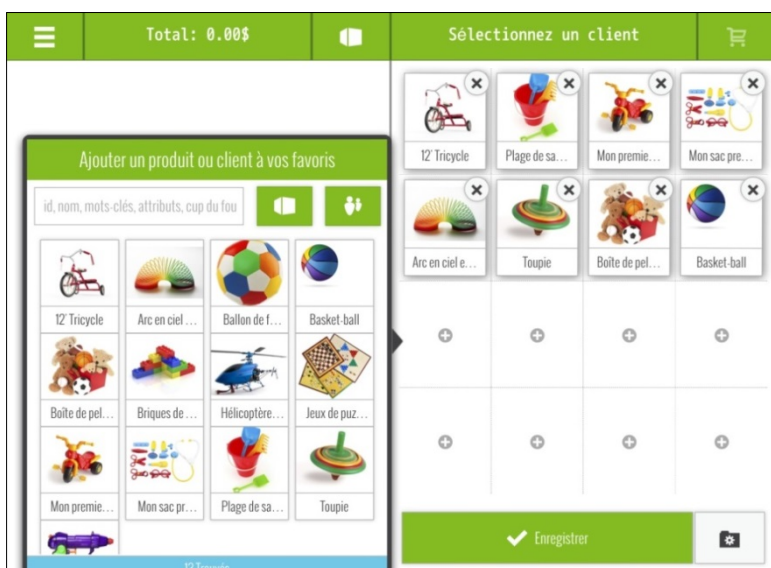 Total: 0.00$
Sélectionnez un client
Ajouter un produit ou client à vos favoris
id, nom, mots-clés, attributs, cup du fou
12' Tricycle
Arc en ciel ...
Ballon de f...
Basket-ball
Boîte de pel...
Briques de ...
Hélicoptère...
Jeux de puz...
Mon premie...
Mon sac pr...
Plage de sa...
Toupie
12' Tricycle
Plage de sa...
Mon premie...
Mon sac pre...
Arc en ciel e...
Toupie
Boîte de pel...
Basket-ball
Enregistrer